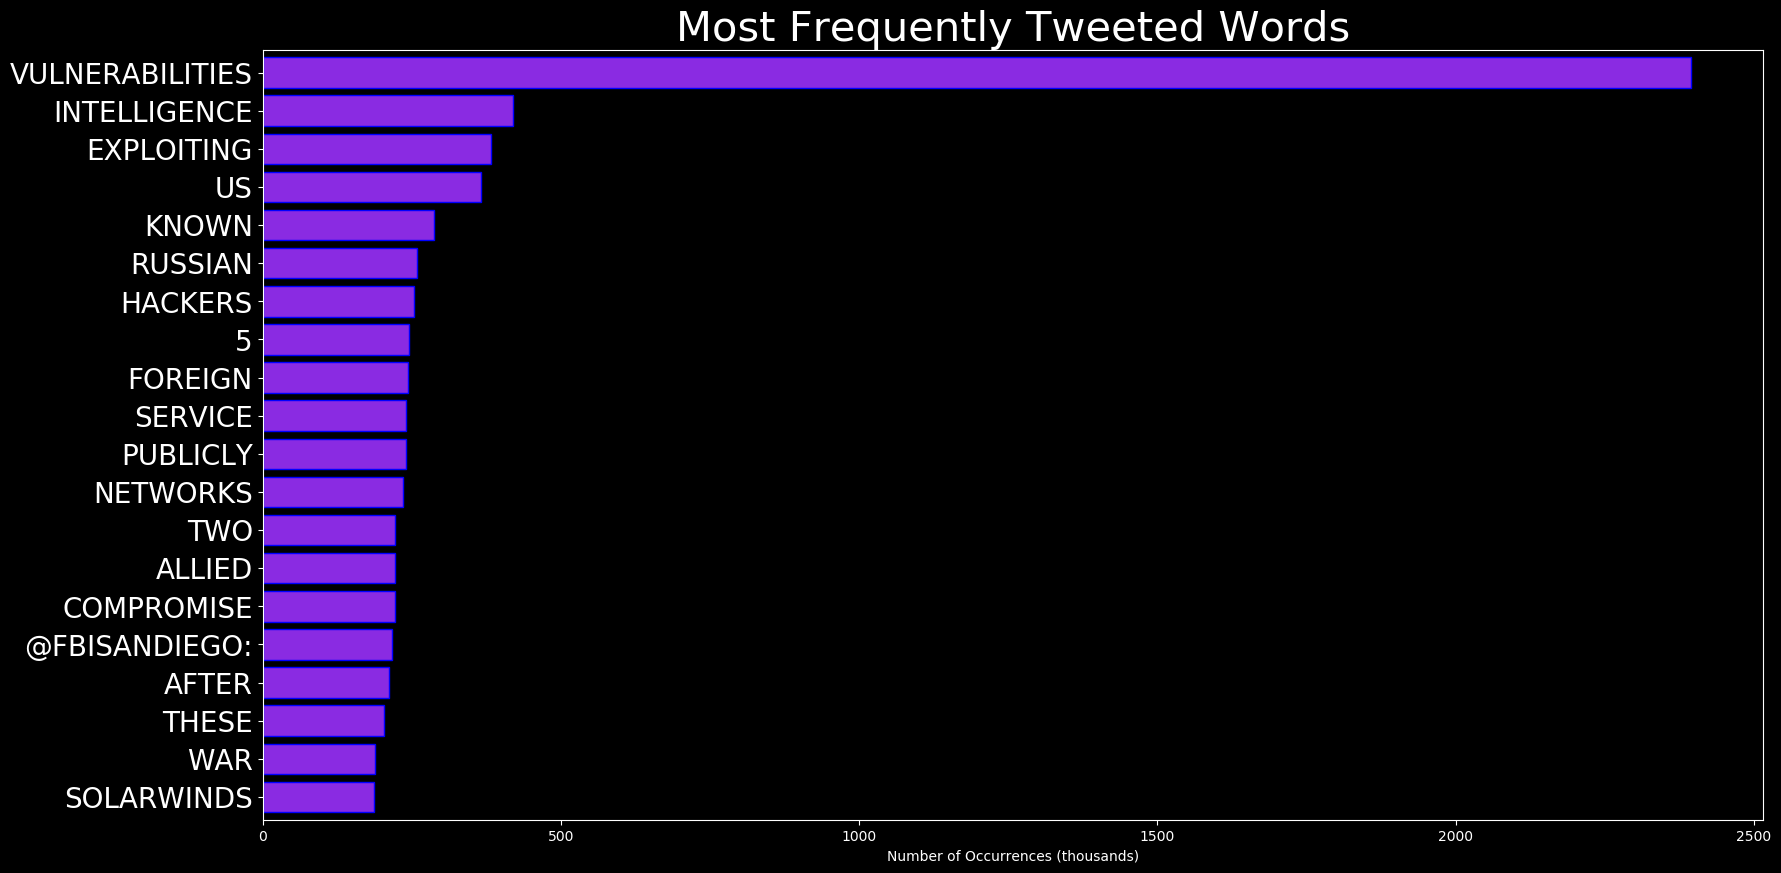 Most Frequently Tweeted Words
VULNERABILITIES
INTELLIGENCE
EXPLOITING
US
KNOWN
RUSSIAN
HACKERS
5
FOREIGN
SERVICE
PUBLICLY
NETWORKS
TWO
ALLIED
COMPROMISE
@FBISANDIEGO:
AFTER
THESE
WAR
SOLARWINDS
0 500 1000 1500 2000 2500
Number of Occurrences (thousands)